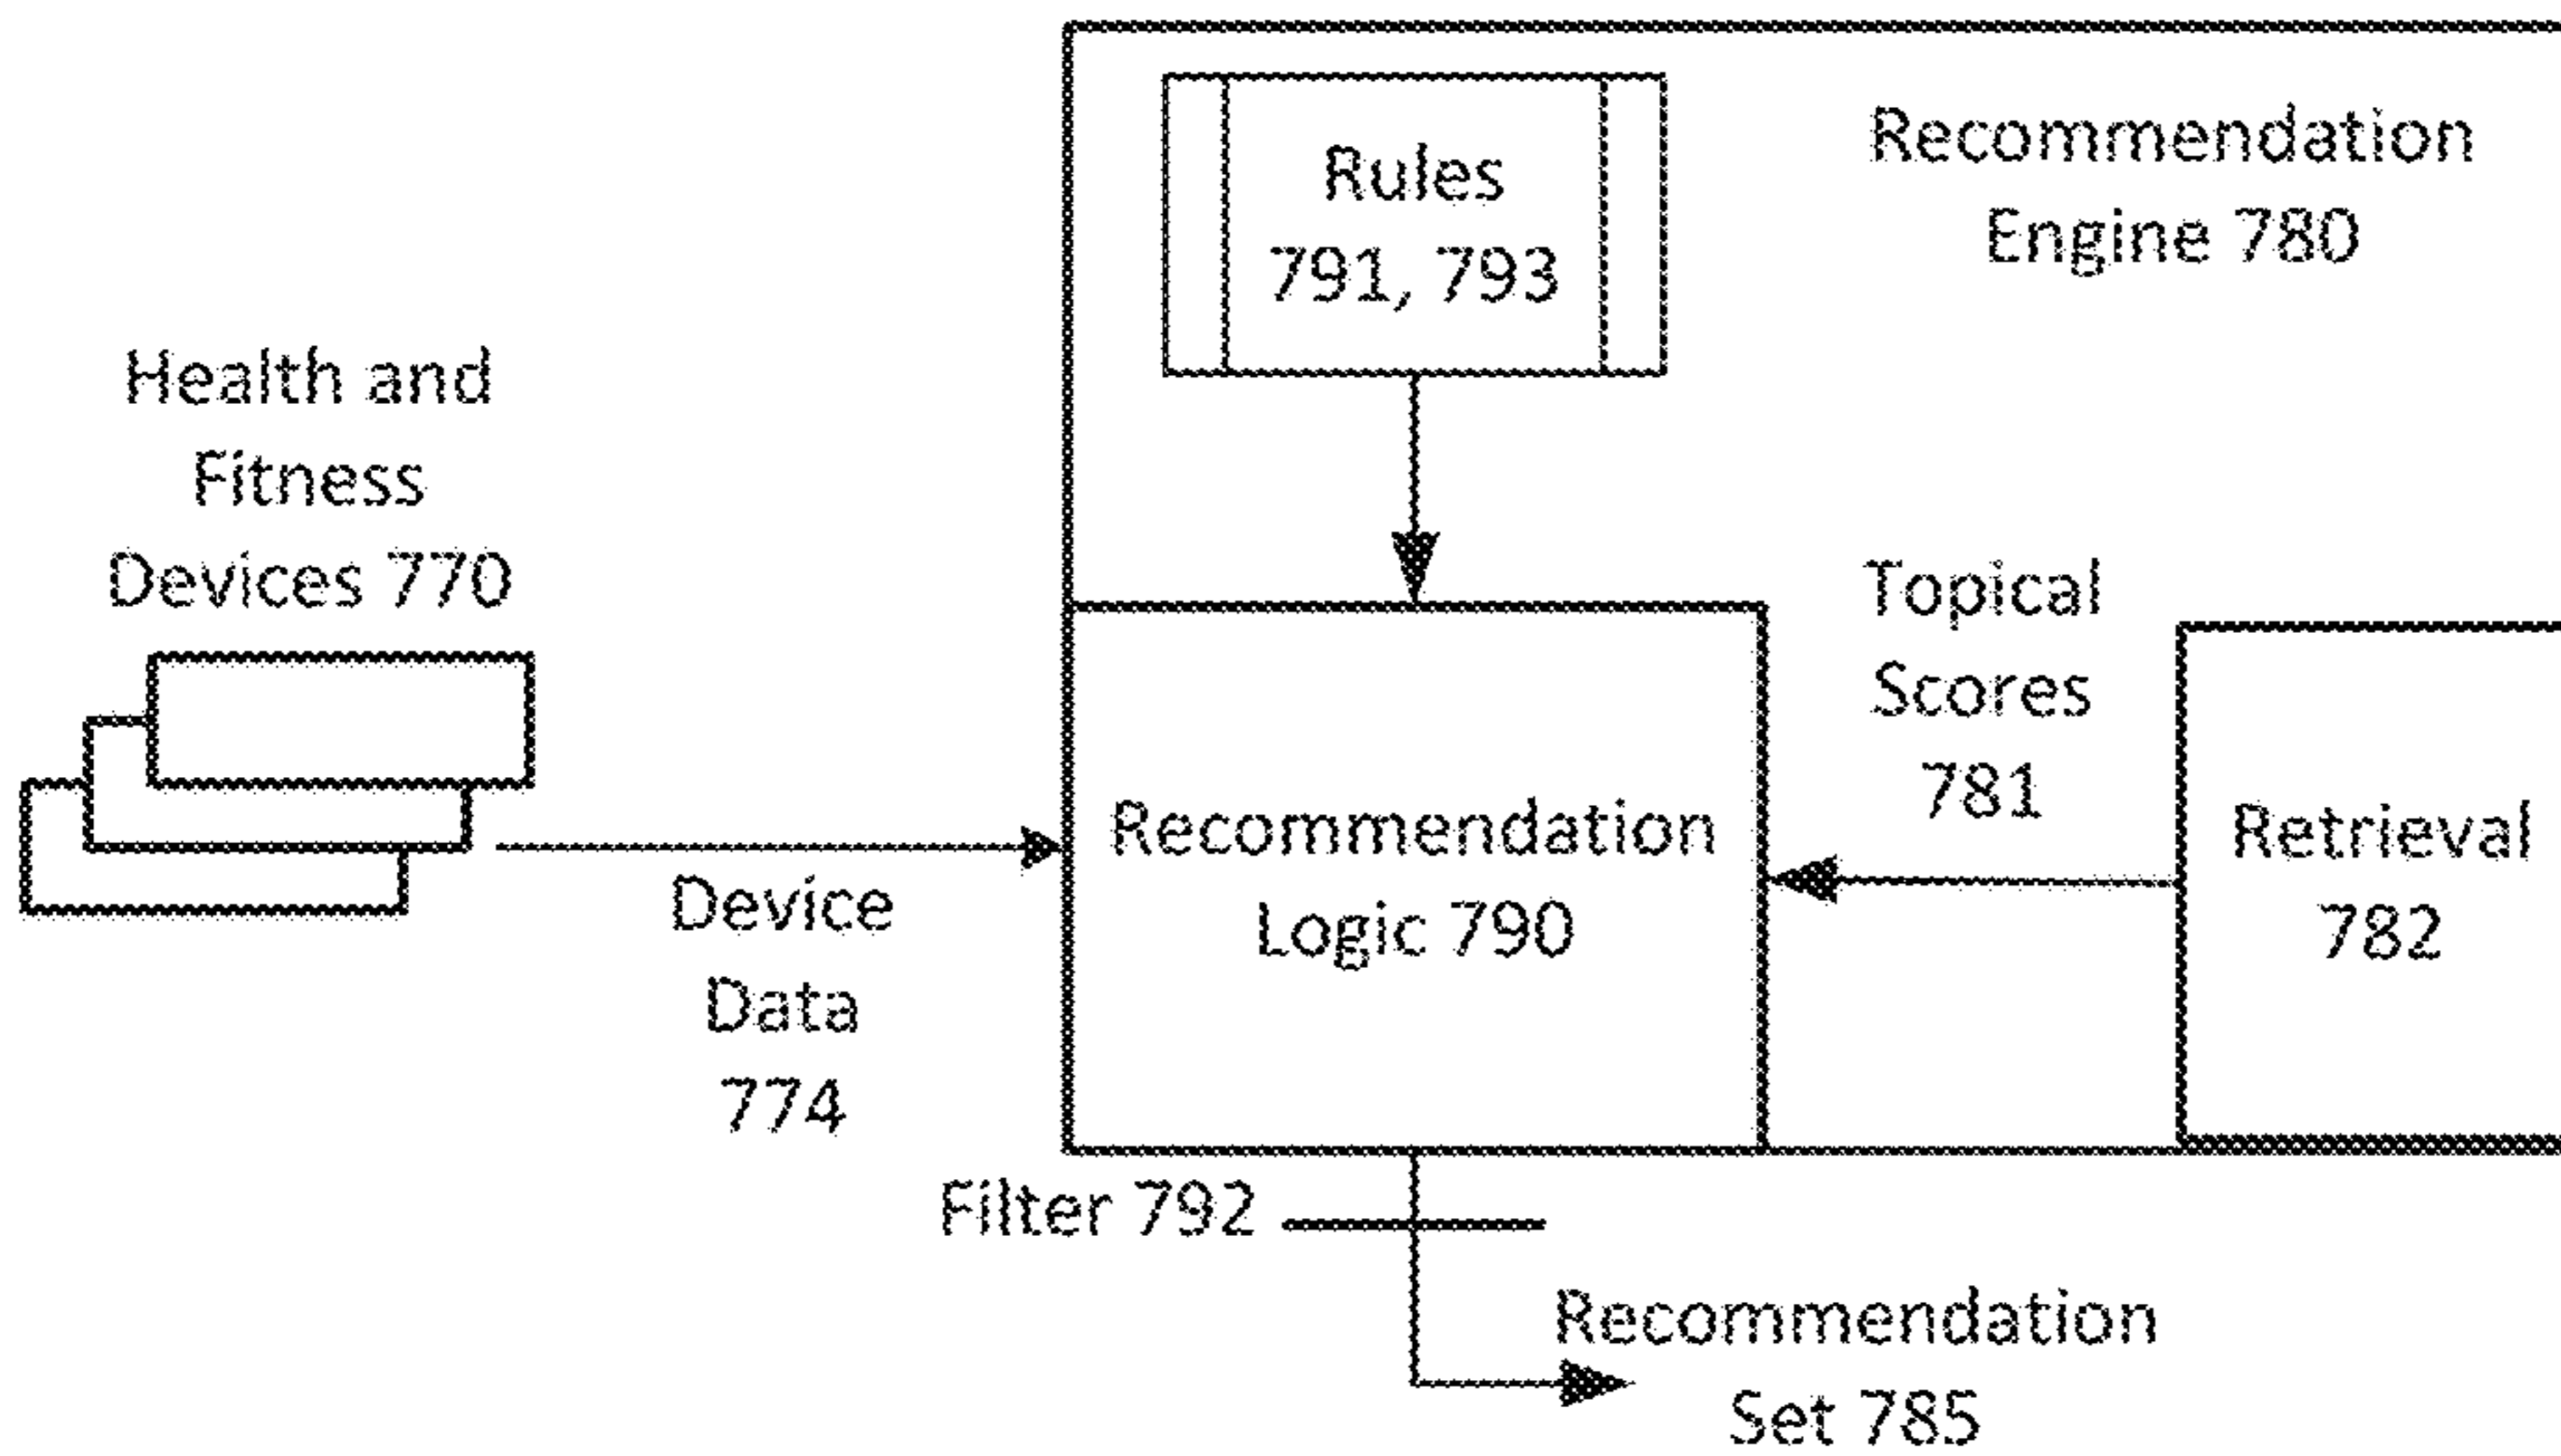 Recommendation
Engine 780
Rules
791, 793
Health and
Fitness
Devices 770
Topical
Scores
781
Recommendation
Logic 790
Retrieval
782
Device
Data
774
Filter 792
Recommendation
Set 785